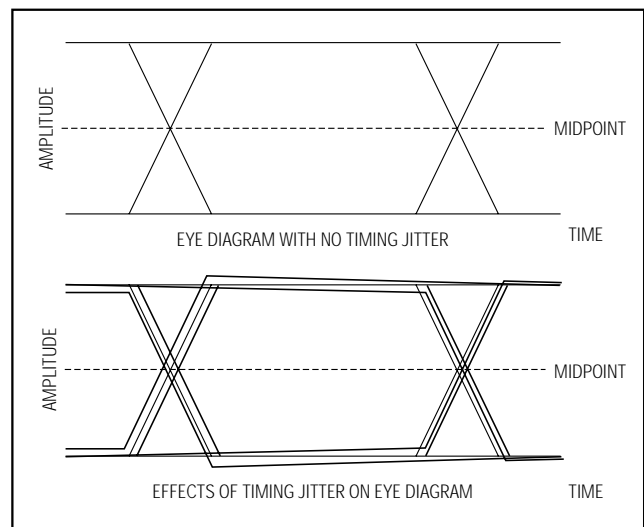 AMPLITUDE
MIDPOINT
EYE DIAGRAM WITH NO TIMING JITTER
TIME
AMPLITUDE
MIDPOINT
EFFECTS OF TIMING JITTER ON EYE DIAGRAM
TIME